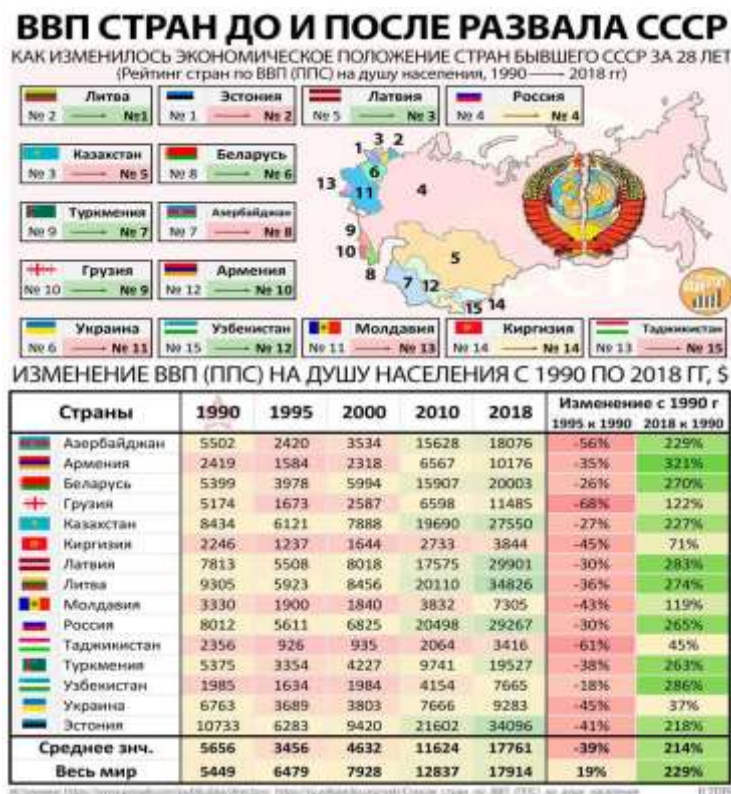 ВВП СТРАН ДО И ПОСЛЕ РАЗВАЛА СССР
КАК ИЗМЕНИЛОСЬ ЭКОНОМИЧЕСКОЕ ПОЛОЖЕНИЕ СТРАН БЫВШЕГО СССР ЗА 28 ЛЕТ
(Рейтинг стран по ВВП (ППС) на душу населения, 1990 → 2018 гг)
Литва Эстония Латвия Россия
№ 2 → №1 № 1 → № 2 № 5 → № 3 № 4 → № 4
Казахстан Беларусь
№ 3 → № 5 № 8 → № 6
Туркмения Азербайджан
№ 9 → № 7 № 7 → № 8
Грузия Армения
№ 10 → № 9 № 12 → № 10
1 3 2
6
13 11 4
9
10 5
8 7 12
15 14
Украина Узбекистан Молдавия Киргизия Таджикистан
№ 6 → № 11 № 15 → № 12 № 11 → № 13 № 14 → № 14 № 13 → № 15
ИЗМЕНЕНИЕ ВВП (ППС) НА ДУШУ НАСЕЛЕНИЯ С 1990 ПО 2018 ГГ, $
Страны 1990 1995 2000 2010 2018 Изменение с 1990 г
1995 к 1990 2018 к 1990
Азербайджан 5502 2420 3534 15628 18076 -56% 229%
Армения 2419 1584 2318 6567 10176 -35% 321%
Беларусь 5399 3978 5994 15907 20003 -26% 270%
Грузия 5174 1673 2587 6598 11485 -68% 122%
Казахстан 8434 6121 7888 19690 27550 -27% 227%
Киргизия 2246 1237 1644 2733 3844 -45% 71%
Латвия 7813 5508 8018 17575 29901 -30% 283%
Литва 9305 5923 8456 20110 34826 -36% 274%
Молдавия 3330 1900 1840 3832 7305 -43% 119%
Россия 8012 5611 6825 20498 29267 -30% 265%
Таджикистан 2356 926 935 2064 3416 -61% 45%
Туркмения 5375 3354 4227 9741 19527 -38% 263%
Узбекистан 1985 1634 1984 4154 7665 -18% 286%
Украина 6763 3689 3803 7666 9283 -45% 37%
Эстония 10733 6283 9420 21602 34096 -41% 218%
Среднее знч. 5656 3456 4632 11624 17761 -39% 214%
Весь мир 5449 6479 7928 12837 17914 19% 229%